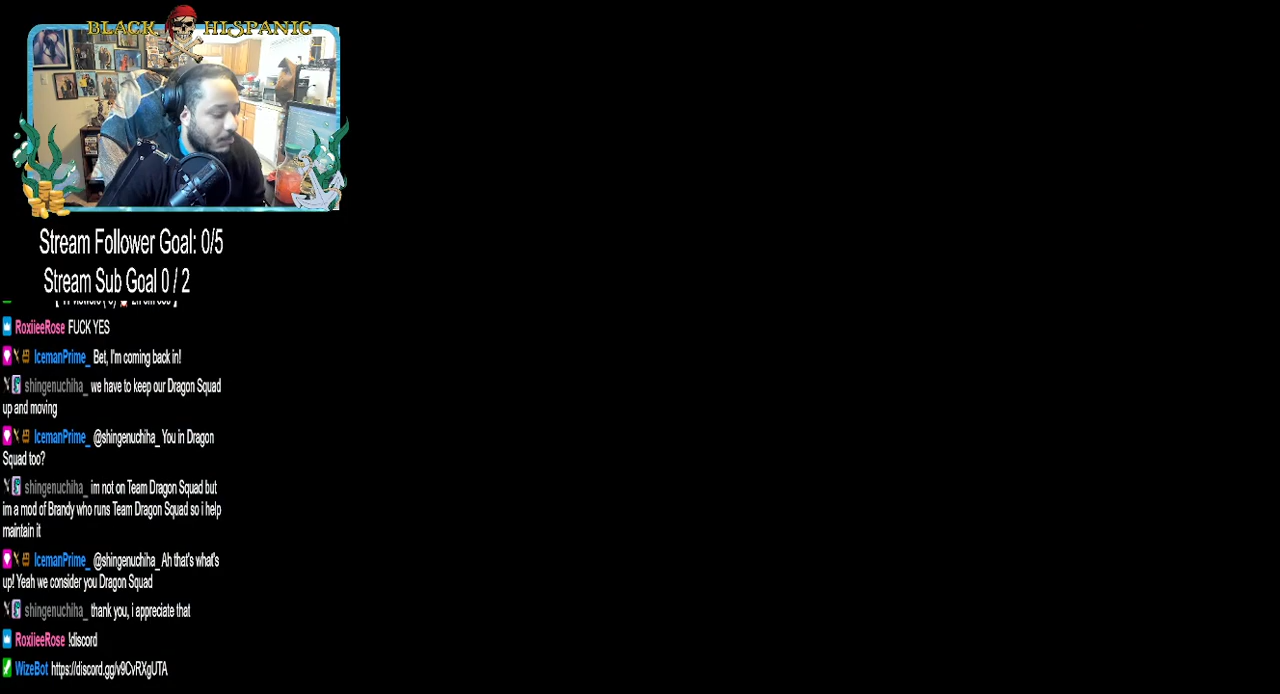 BLACK HISPANIC
Stream Follower Goal: 0/5
Stream Sub Goal 0 / 2
RoxiieeRose FUCK YES
IcemanPrime_ Bet, I'm coming back in!
shingenuchiha_ we have to keep our Dragon Squad
up and moving
IcemanPrime_ @shingenuchiha_ You in Dragon
Squad too?
shingenuchiha_ im not on Team Dragon Squad but
im a mod of Brandy who runs Team Dragon Squad so i help
maintain it
IcemanPrime_ @shingenuchiha_ Ah that's what's
up! Yeah we consider you Dragon Squad
shingenuchiha_ thank you, i appreciate that
RoxiieeRose !discord
WizeBot https://discord.gg/v9CvRXgUTA